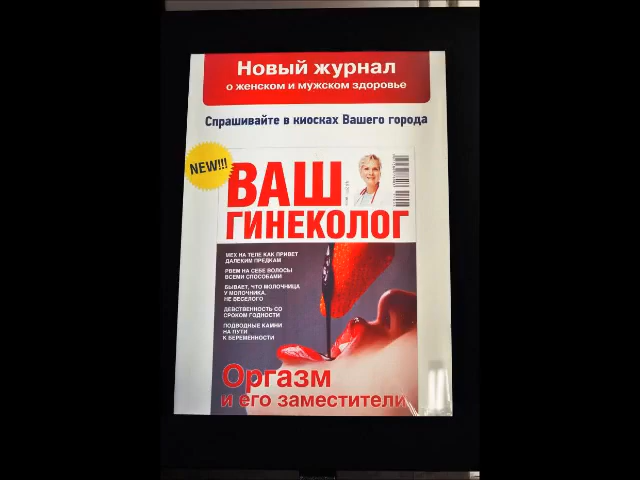 Новый журнал
о женском и мужском здоровье
Спрашивайте в киосках Вашего города
NEW!!!
ВАШ
ГИНЕКОЛОГ
МЕХ НА ТЕЛЕ КАК ПРИВЕТ
ДАЛЕКИМ ПРЕДКАМ
РВЕМ НА СЕБЕ ВОЛОСЫ
ВСЕМИ СПОСОБАМИ
БЫВАЕТ, ЧТО МОЛОЧНИЦА
У МОЛОЧНИКА.
НЕ ВЕСЕЛОГО
ДЕВСТВЕННОСТЬ СО
СРОКОМ ГОДНОСТИ
ПОДВОДНЫЕ КАМНИ
НА ПУТИ
К БЕРЕМЕННОСТИ
Оргазм
и его заместители